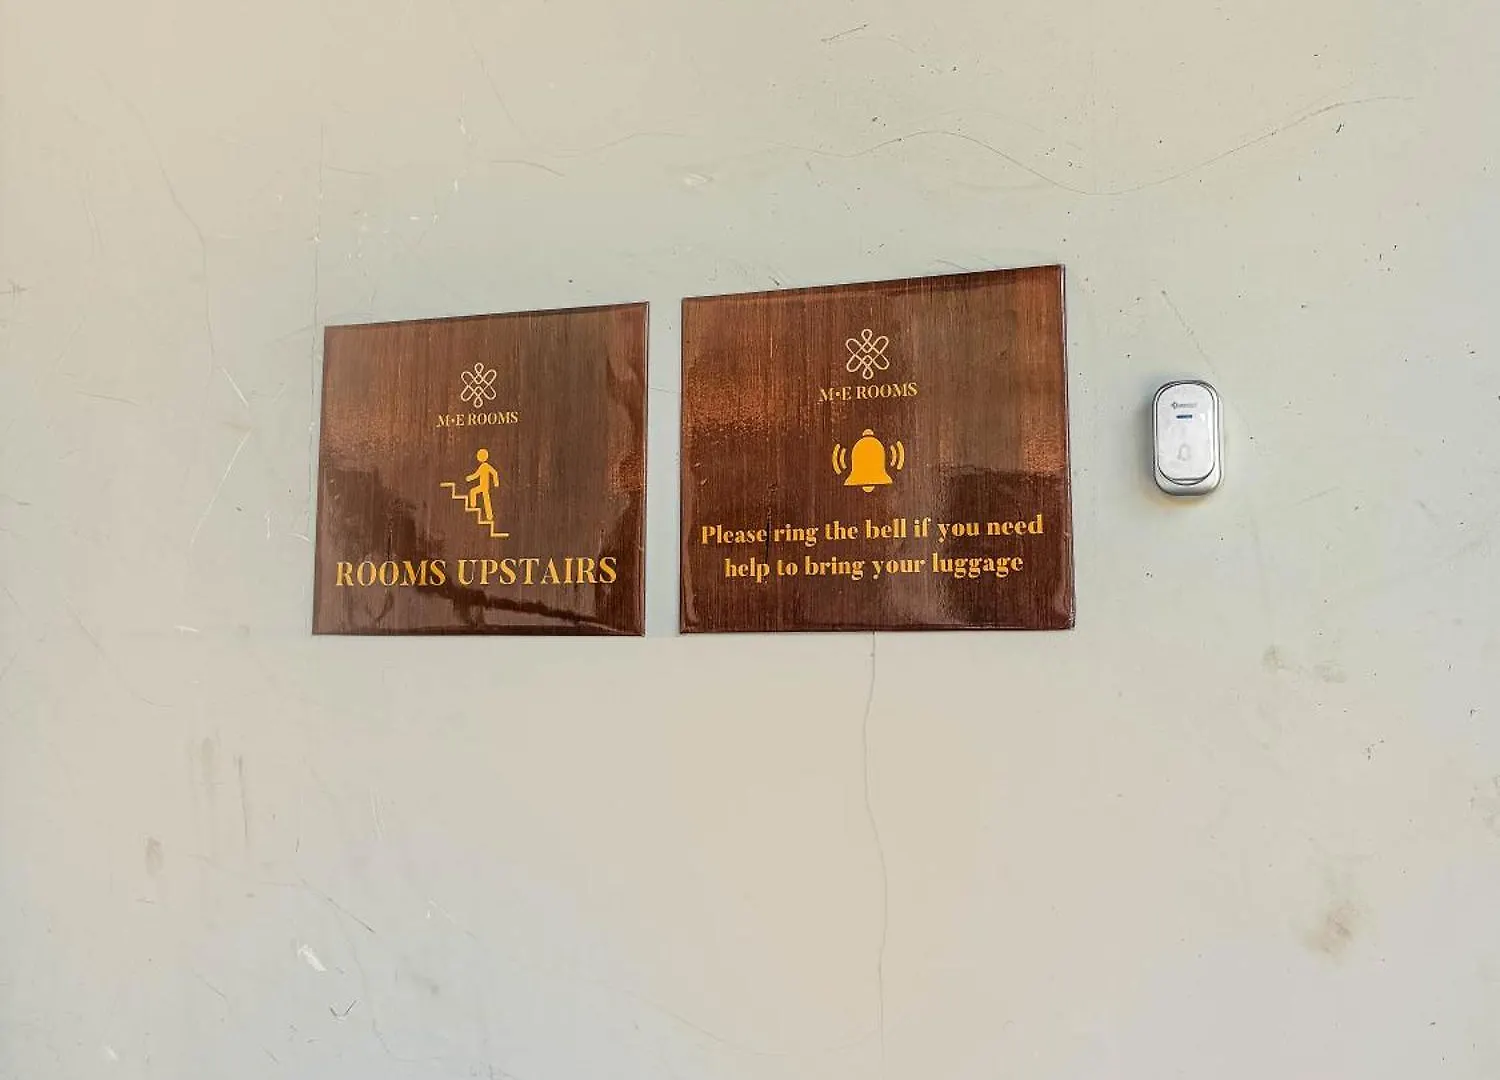 M•E ROOMS
ROOMS UPSTAIRS
M•E ROOMS
Please ring the bell if you need
help to bring your luggage